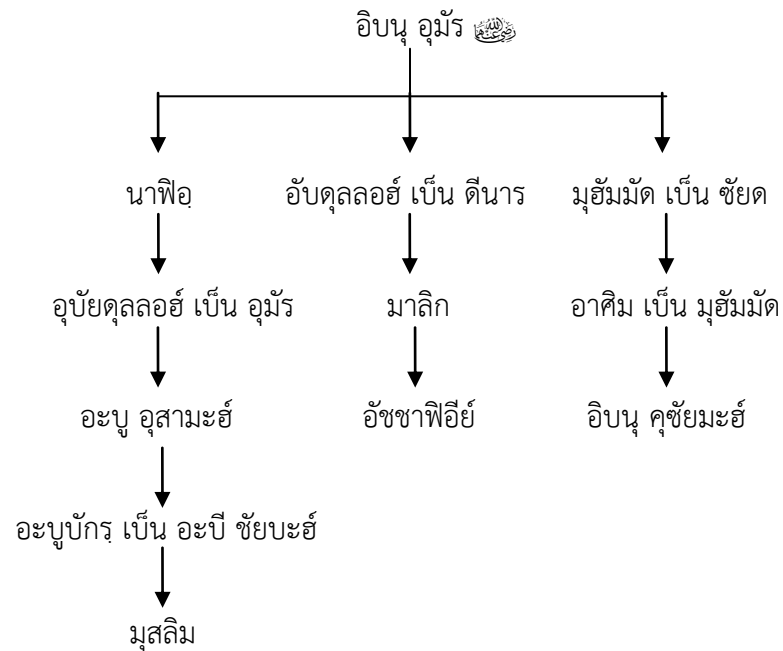 อิบนุ อุมัร رضي الله عنهما
นาฟิอฺ อับดุลลอฮ์ เบ็น ดีนาร มุฮัมมัด เบ็น ซัยด
อุบัยดุลลอฮ์ เบ็น อุมัร มาลิก อาศิม เบ็น มุฮัมมัด
อะบู อุสามะฮ์ อัชชาฟิอีย์ อิบนุ คุซัยมะฮ์
อะบูบักรฺ เบ็น อะบี ชัยบะฮ์
มุสลิม